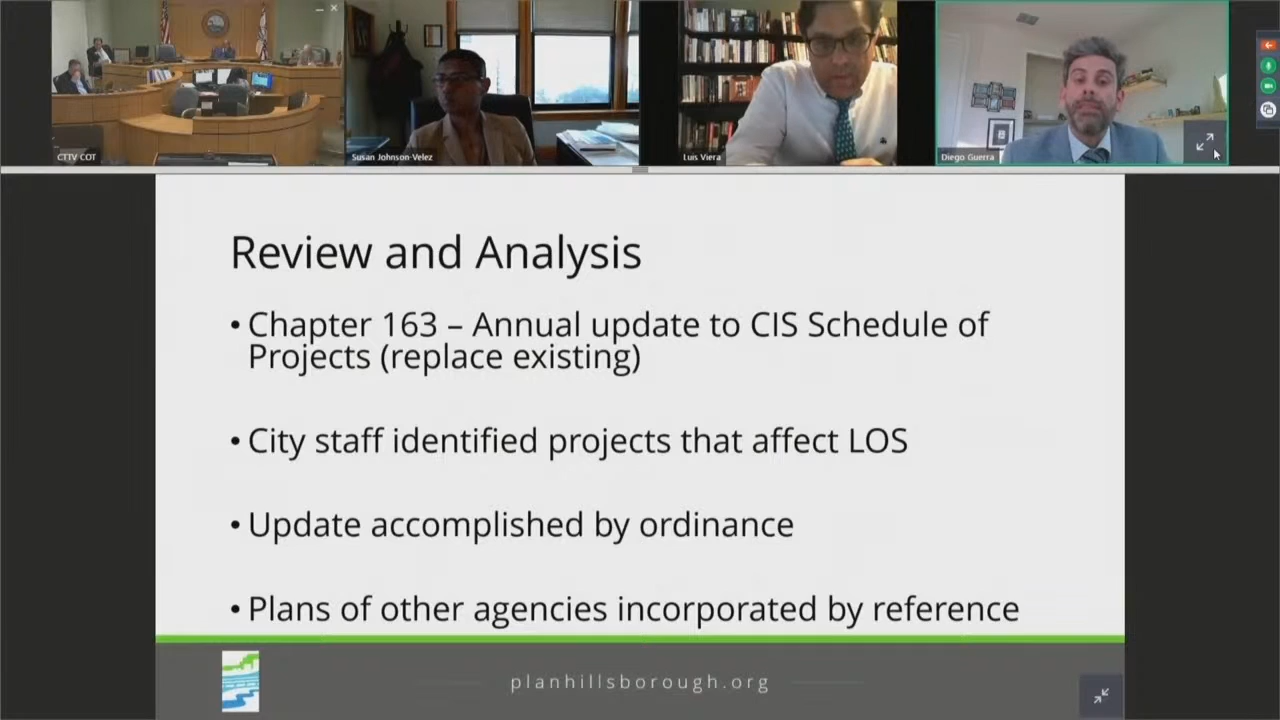 CTTV COT
Susan Johnson-Velez
Luis Viera
Diego Guerra
Review and Analysis
• Chapter 163 – Annual update to CIS Schedule of
Projects (replace existing)
• City staff identified projects that affect LOS
• Update accomplished by ordinance
• Plans of other agencies incorporated by reference
planhillsborough.org